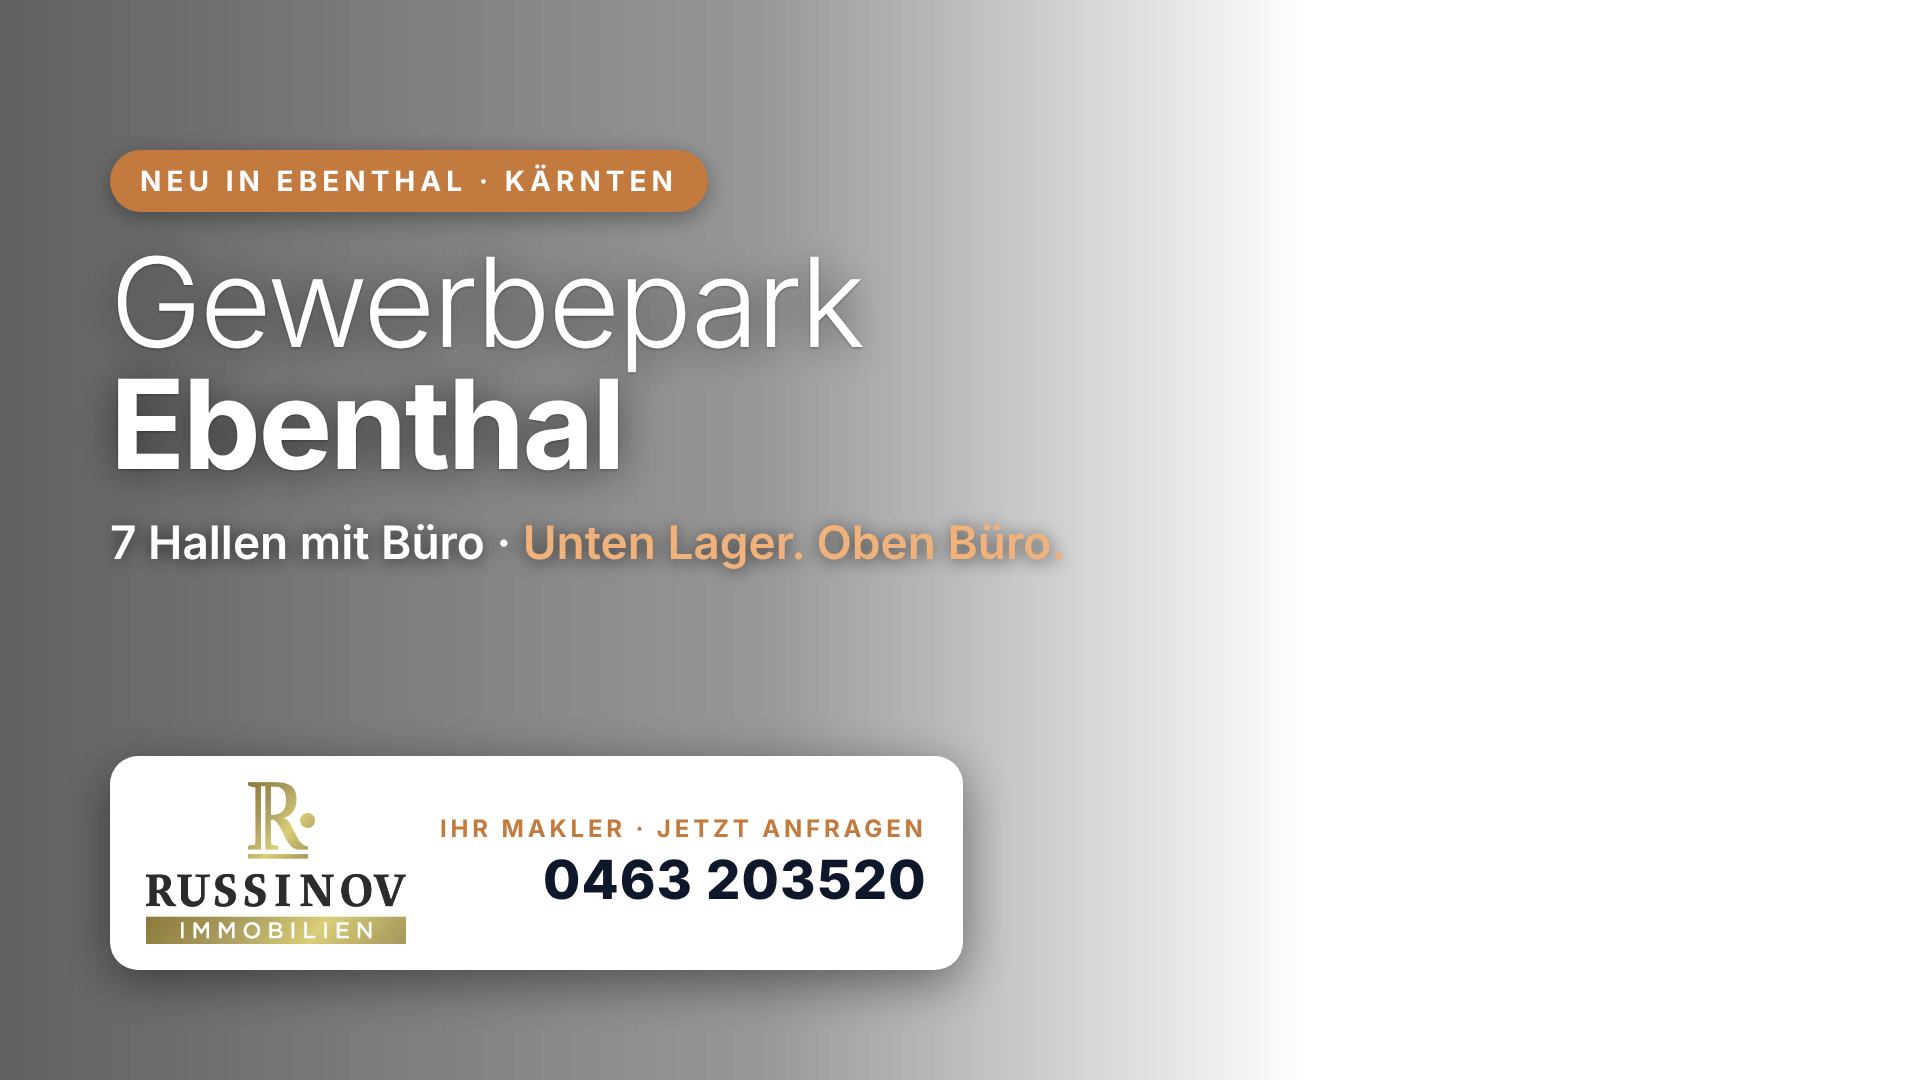 NEU IN EBENTHAL · KÄRNTEN
Gewerbepark
Ebenthal
7 Hallen mit Büro · Unten Lager. Oben Büro.
R
RUSSINOV
IMMOBILIEN
IHR MAKLER · JETZT ANFRAGEN
0463 203520